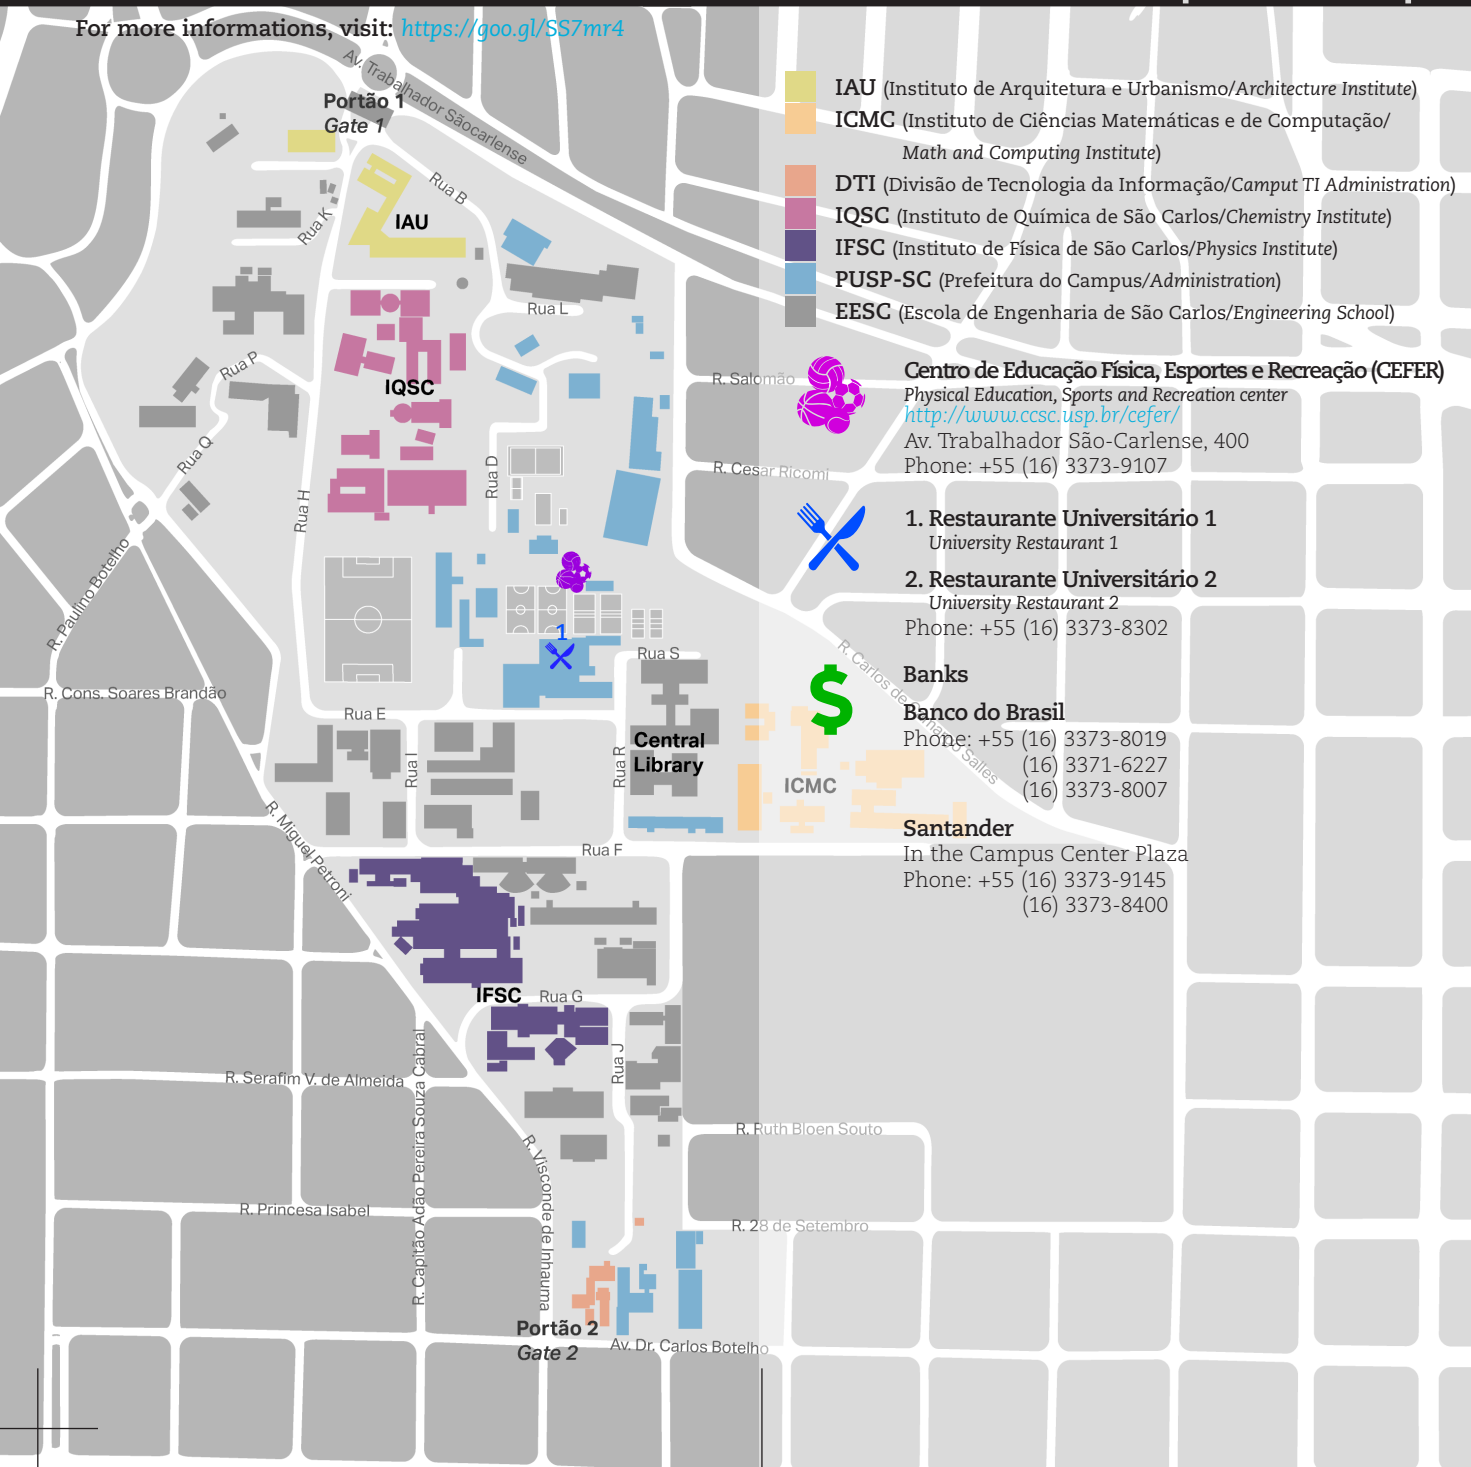 For more informations, visit: https://goo.gl/SS7mr4
Av. Trabalhador Sãocarlense
Portão 1
Gate 1
Rua B
Rua K
IAU
Rua L
Rua P
IQSC
Rua Q
Rua D
Rua H
R. Paulino Botelho
1
Rua S
R. Cons. Soares Brandão
Rua E
Rua I
Rua R
Central
Library
ICMC
R. Miguel Petroni
Rua F
IFSC
Rua G
Rua J
R. Serafim V. de Almeida
R. Capitão Adão Pereira Souza Cabral
R. Visconde de Inhauma
R. Princesa Isabel
Portão 2
Gate 2
Av. Dr. Carlos Botelho
R. Salomão
R. Cesar Ricomi
R. Carlos de Camargo Salles
R. Ruth Bloen Souto
R. 28 de Setembro
IAU (Instituto de Arquitetura e Urbanismo/Architecture Institute)
ICMC (Instituto de Ciências Matemáticas e de Computação/
Math and Computing Institute)
DTI (Divisão de Tecnologia da Informação/Camput TI Administration)
IQSC (Instituto de Química de São Carlos/Chemistry Institute)
IFSC (Instituto de Física de São Carlos/Physics Institute)
PUSP-SC (Prefeitura do Campus/Administration)
EESC (Escola de Engenharia de São Carlos/Engineering School)
Centro de Educação Física, Esportes e Recreação (CEFER)
Physical Education, Sports and Recreation center
http://www.ccsc.usp.br/cefer/
Av. Trabalhador São-Carlense, 400
Phone: +55 (16) 3373-9107
1. Restaurante Universitário 1
University Restaurant 1
2. Restaurante Universitário 2
University Restaurant 2
Phone: +55 (16) 3373-8302
$
Banks
Banco do Brasil
Phone: +55 (16) 3373-8019
(16) 3371-6227
(16) 3373-8007
Santander
In the Campus Center Plaza
Phone: +55 (16) 3373-9145
(16) 3373-8400